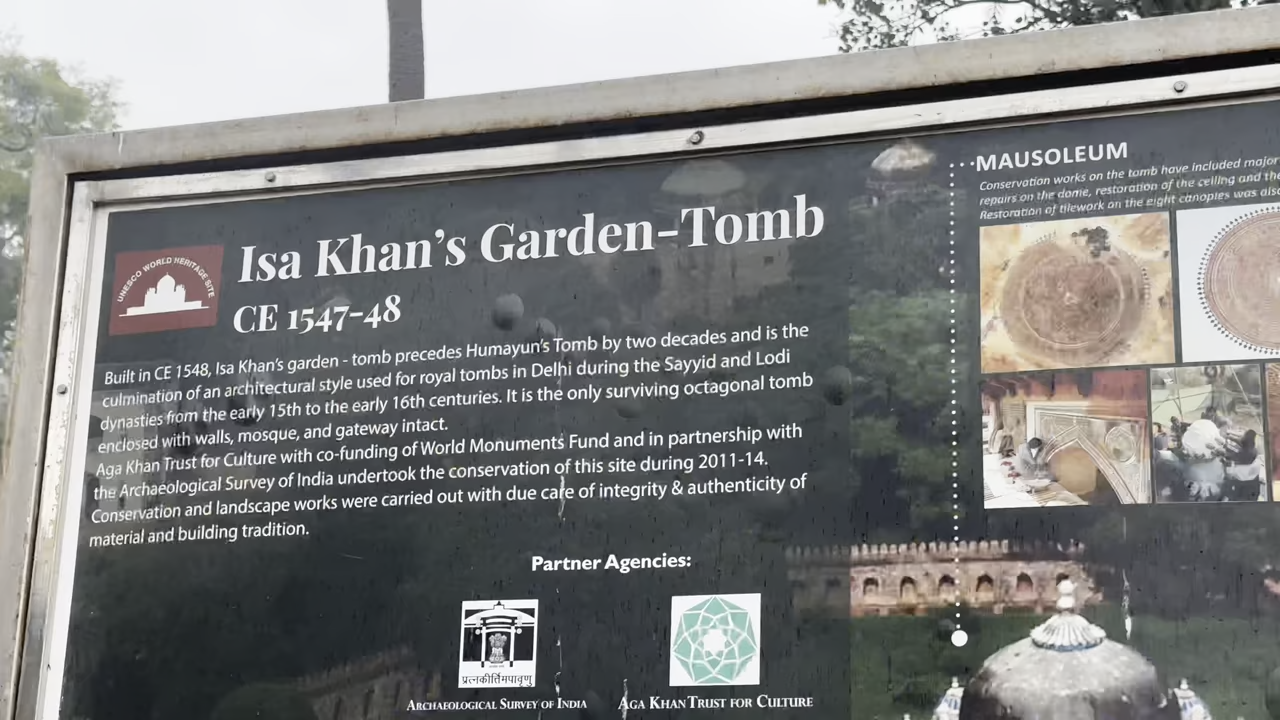 UNESCO WORLD HERITAGE SITE
Isa Khan's Garden-Tomb
CE 1547-48
Built in CE 1548, Isa Khan's garden - tomb precedes Humayun's Tomb by two decades and is the
culmination of an architectural style used for royal tombs in Delhi during the Sayyid and Lodi
dynasties from the early 15th to the early 16th centuries. It is the only surviving octagonal tomb
enclosed with walls, mosque, and gateway intact.
Aga Khan Trust for Culture with co-funding of World Monuments Fund and in partnership with
the Archaeological Survey of India undertook the conservation of this site during 2011-14.
Conservation and landscape works were carried out with due care of integrity & authenticity of
material and building tradition.
Partner Agencies:
प्रत्नकीर्तिमपावृणु
ARCHAEOLOGICAL SURVEY OF INDIA
AGA KHAN TRUST FOR CULTURE
MAUSOLEUM
Conservation works on the tomb have included major
repairs on the dome, restoration of the ceiling and the
Restoration of tilework on the eight canopies was also